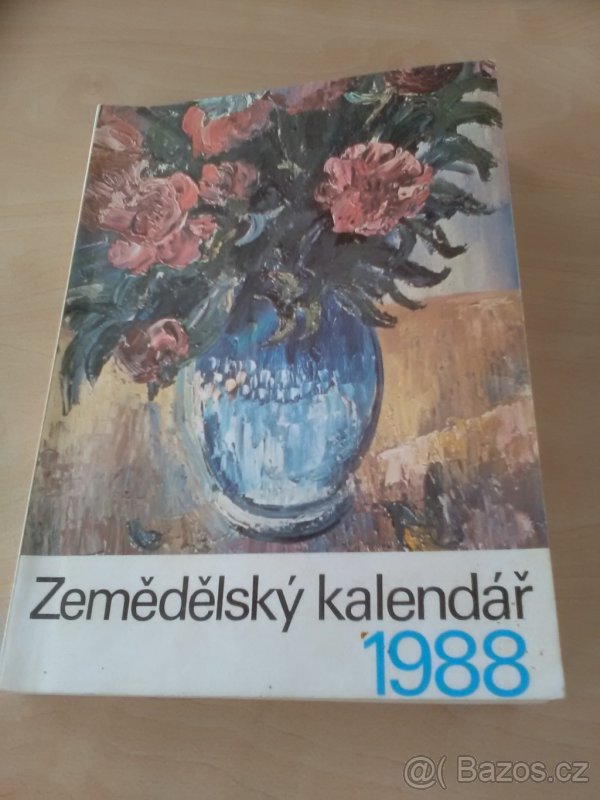 Zemědělský kalendář
1988
@( Bazos.cz